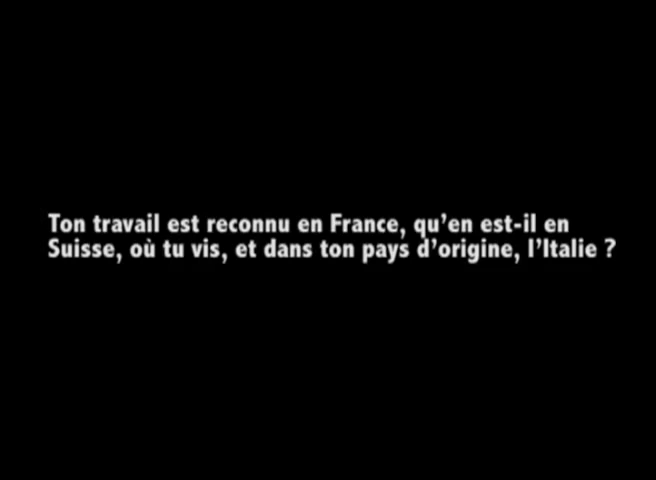 Ton travail est reconnu en France, qu’en est-il en
Suisse, où tu vis, et dans ton pays d’origine, l’Italie ?